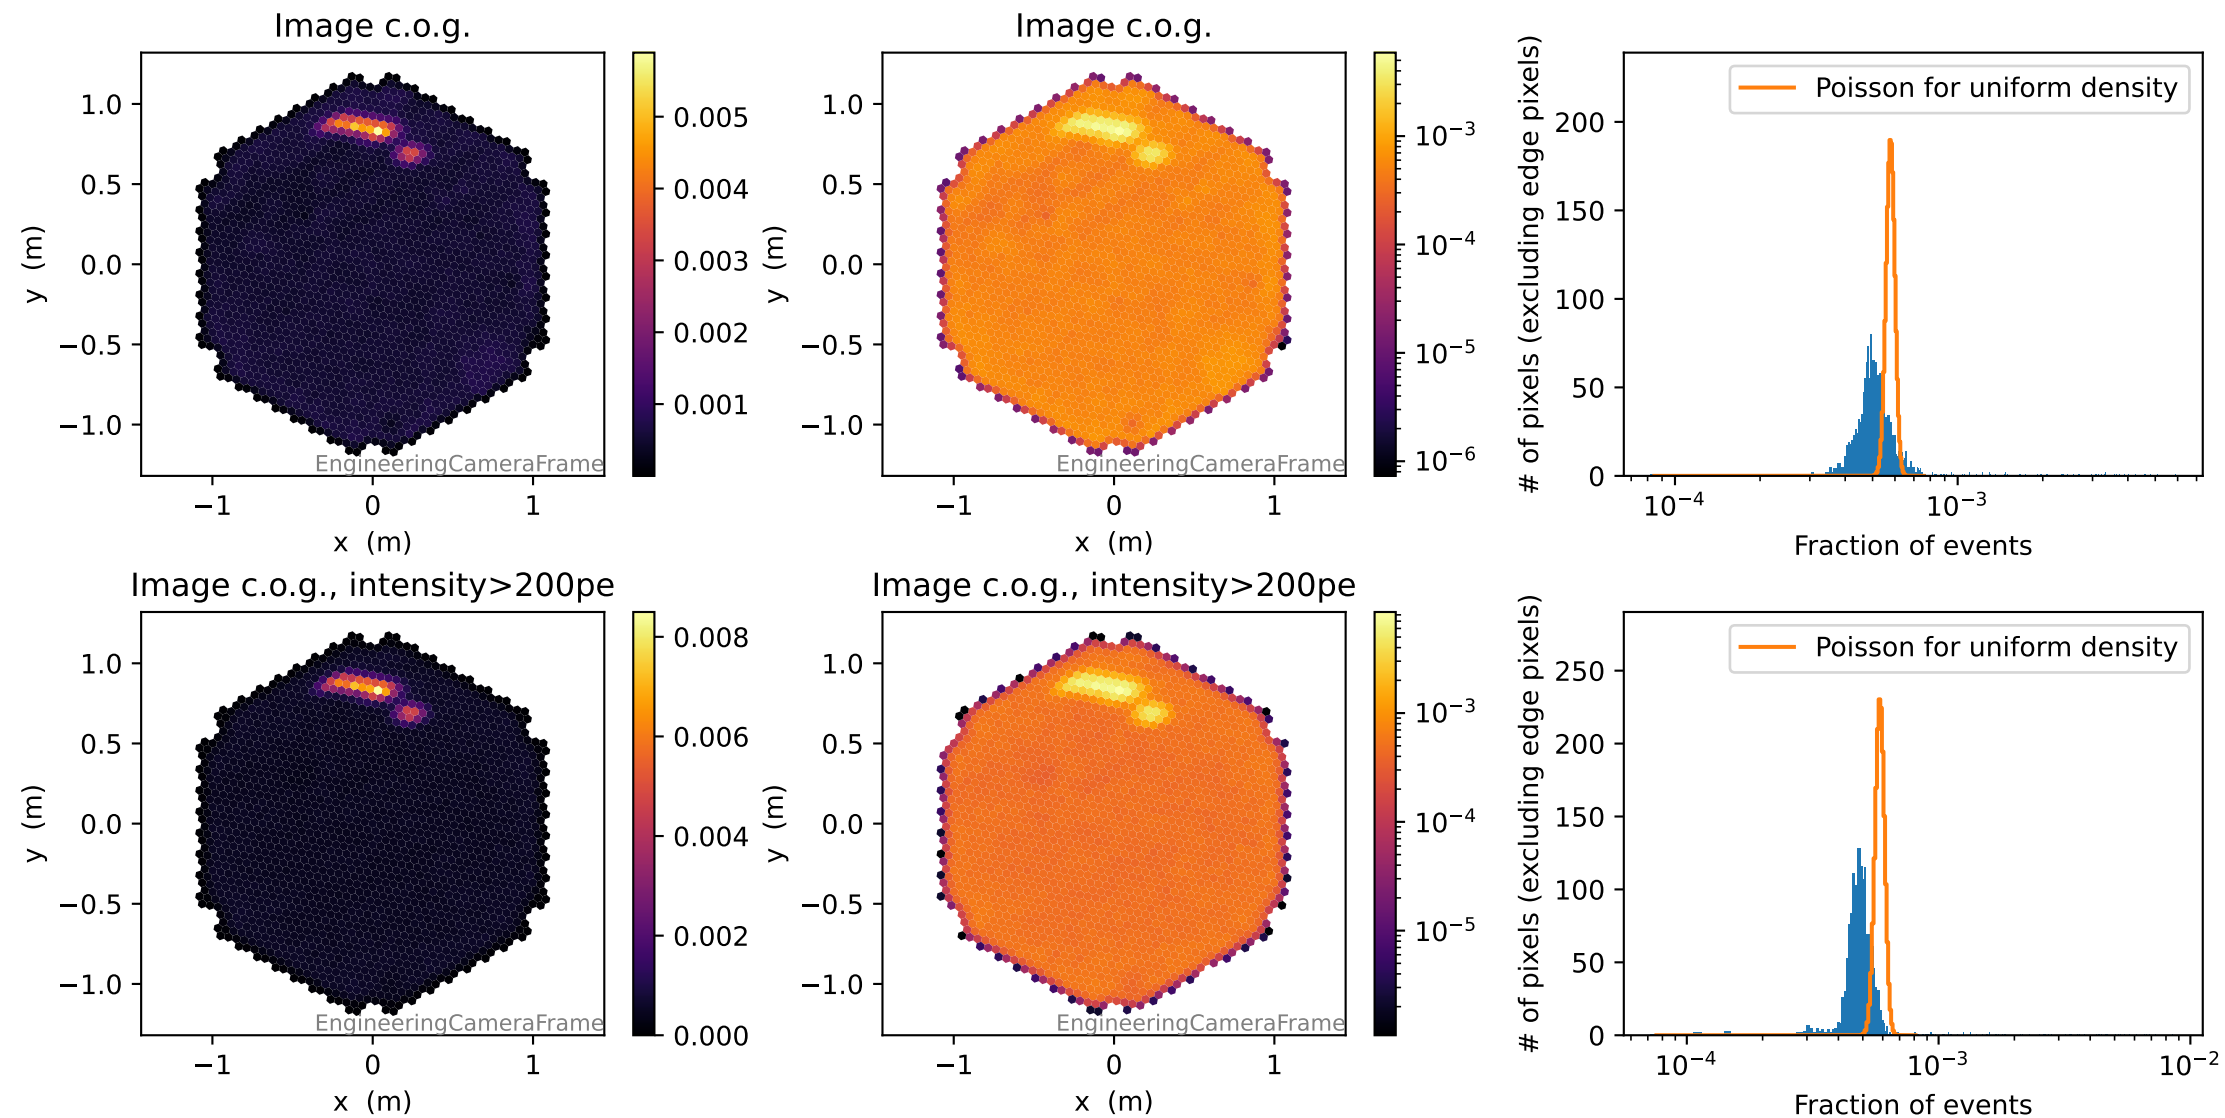 Image c.o.g.
1.0
0.5
0.0
−0.5
−1.0
y (m)
EngineeringCameraFrame
−1
0
1
x (m)
0.005
0.004
0.003
0.002
0.001
Image c.o.g.
1.0
0.5
0.0
−0.5
−1.0
y (m)
EngineeringCameraFrame
−1
0
1
x (m)
10⁻³
10⁻⁴
10⁻⁵
10⁻⁶
# of pixels (excluding edge pixels)
200
150
100
50
0
Poisson for uniform density
10⁻⁴
10⁻³
Fraction of events
Image c.o.g., intensity>200pe
1.0
0.5
0.0
−0.5
−1.0
y (m)
EngineeringCameraFrame
−1
0
1
x (m)
0.008
0.006
0.004
0.002
0.000
Image c.o.g., intensity>200pe
1.0
0.5
0.0
−0.5
−1.0
y (m)
EngineeringCameraFrame
−1
0
1
x (m)
10⁻³
10⁻⁴
10⁻⁵
# of pixels (excluding edge pixels)
250
200
150
100
50
0
Poisson for uniform density
10⁻⁴
10⁻³
10⁻²
Fraction of events